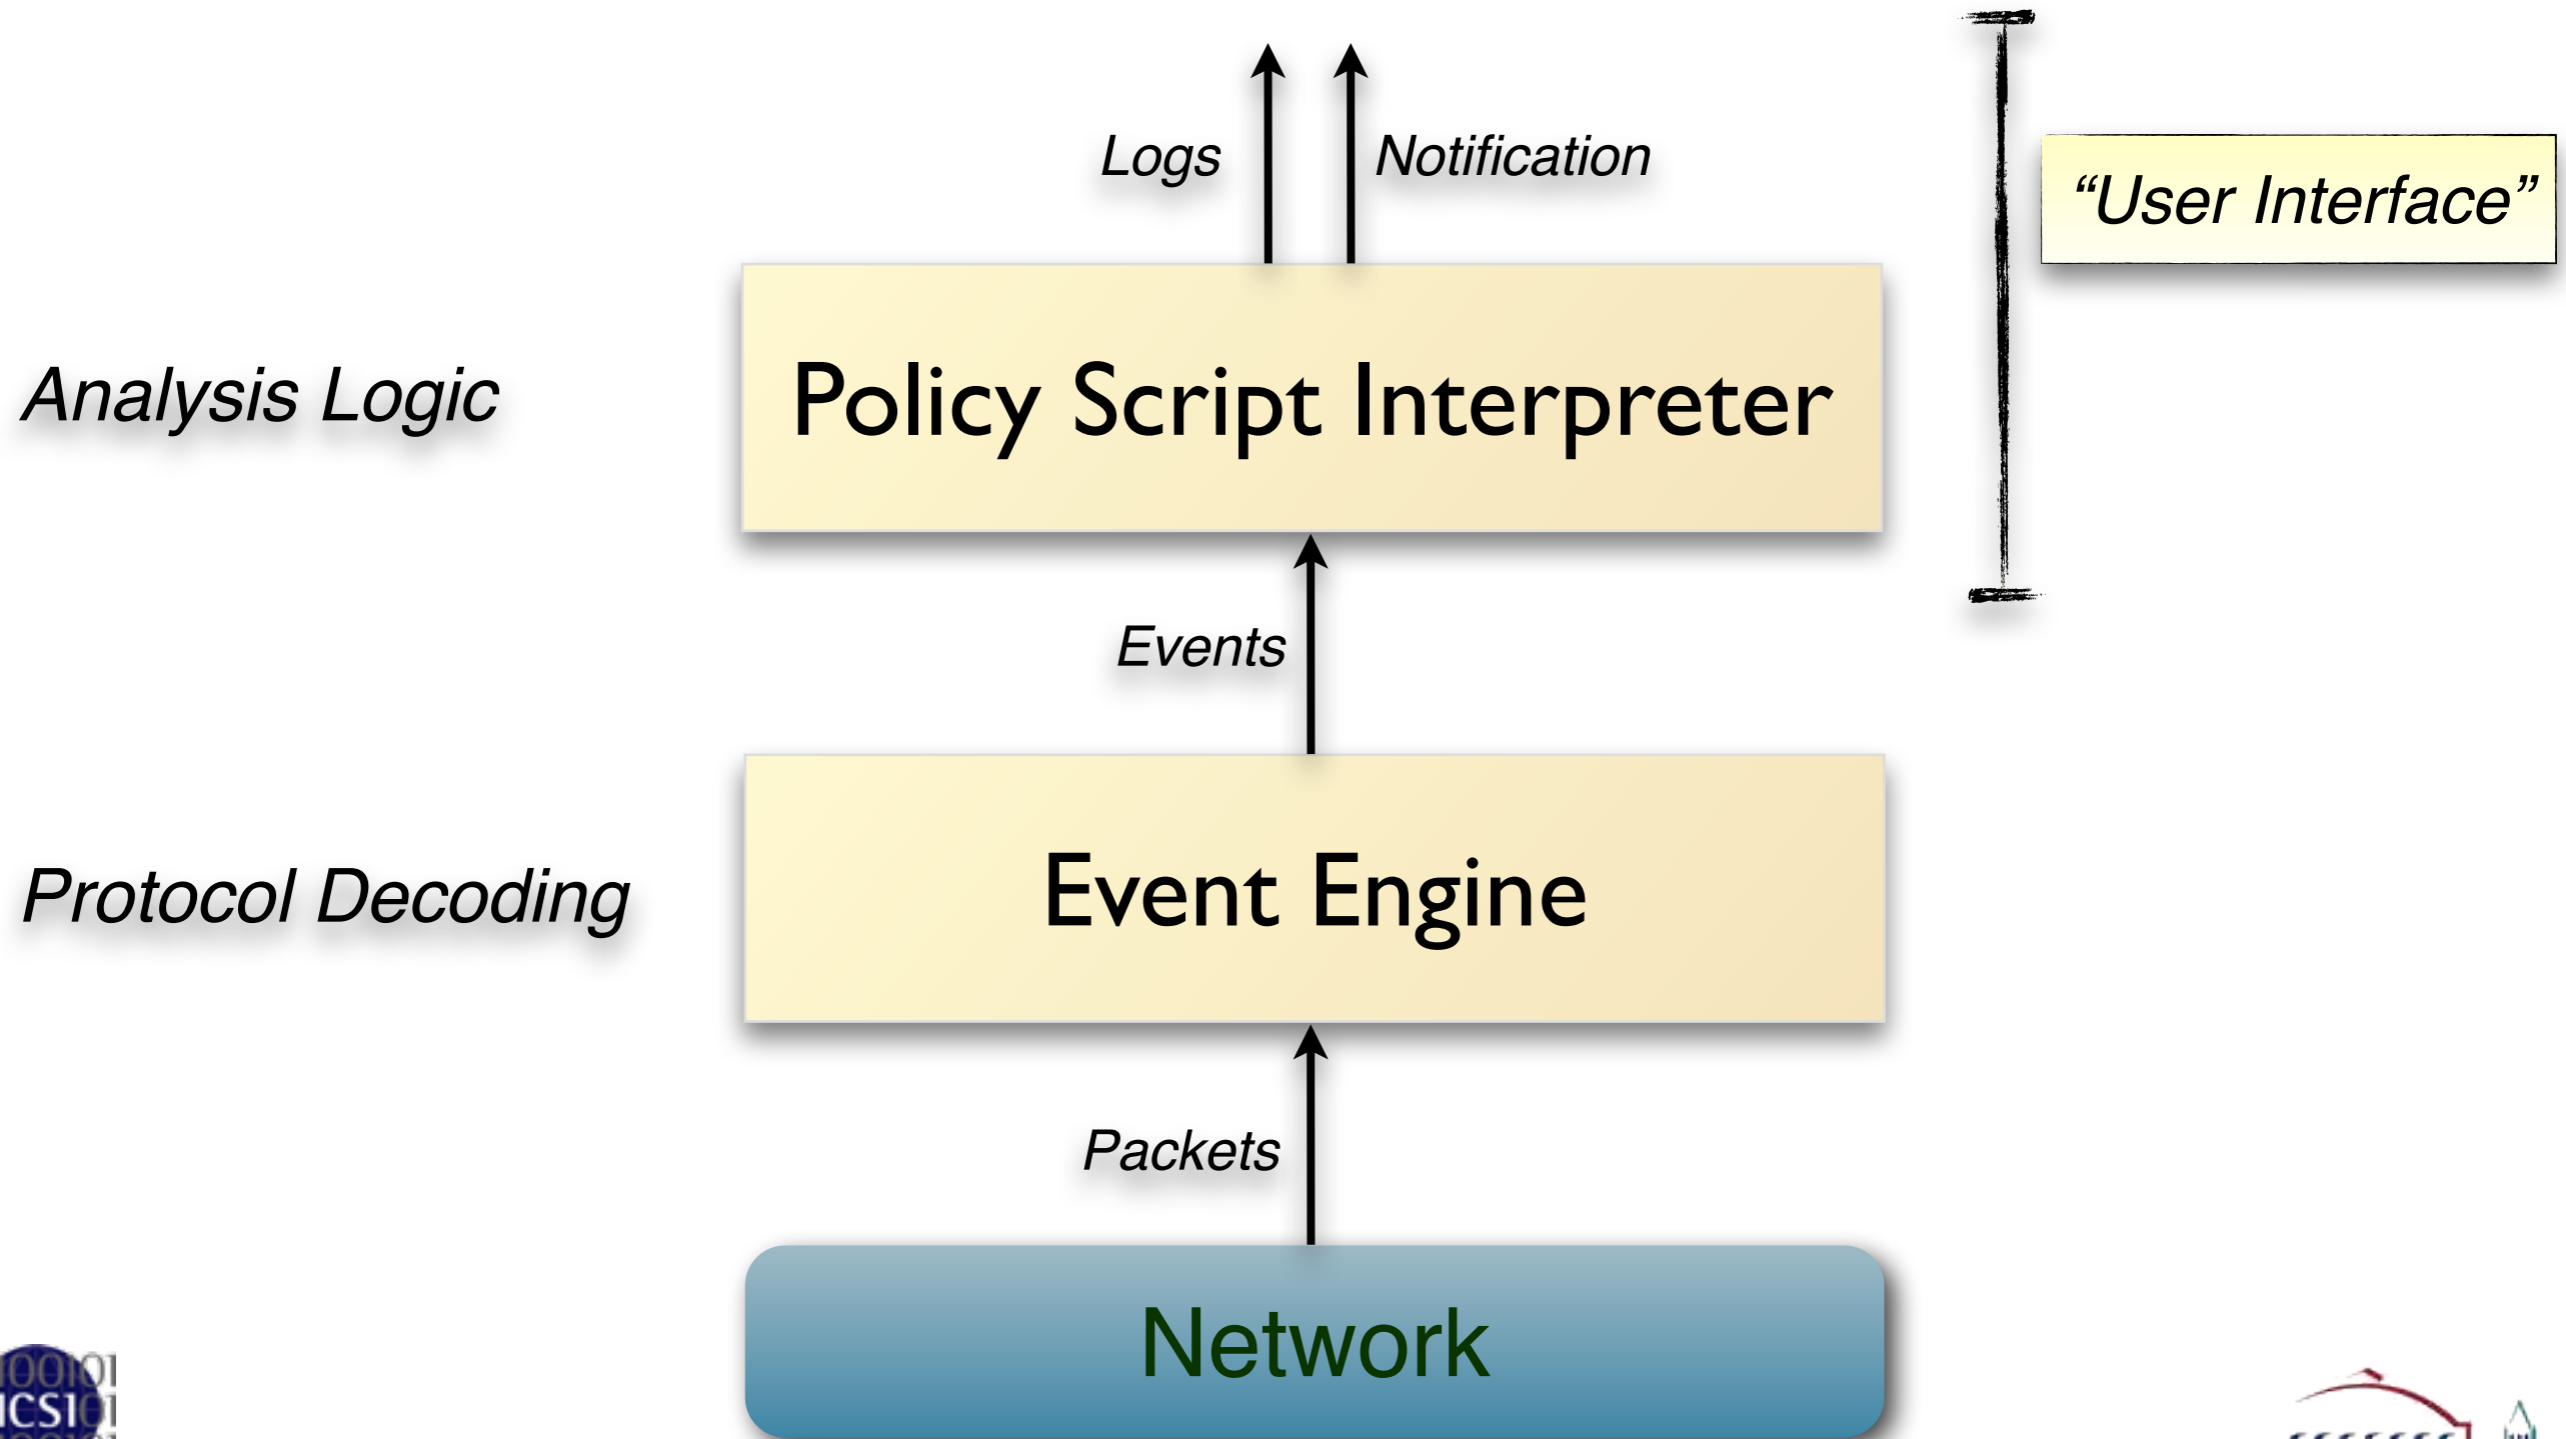 Logs
Notification
“User Interface”
Analysis Logic
Policy Script Interpreter
Events
Protocol Decoding
Event Engine
Packets
Network
ICSI